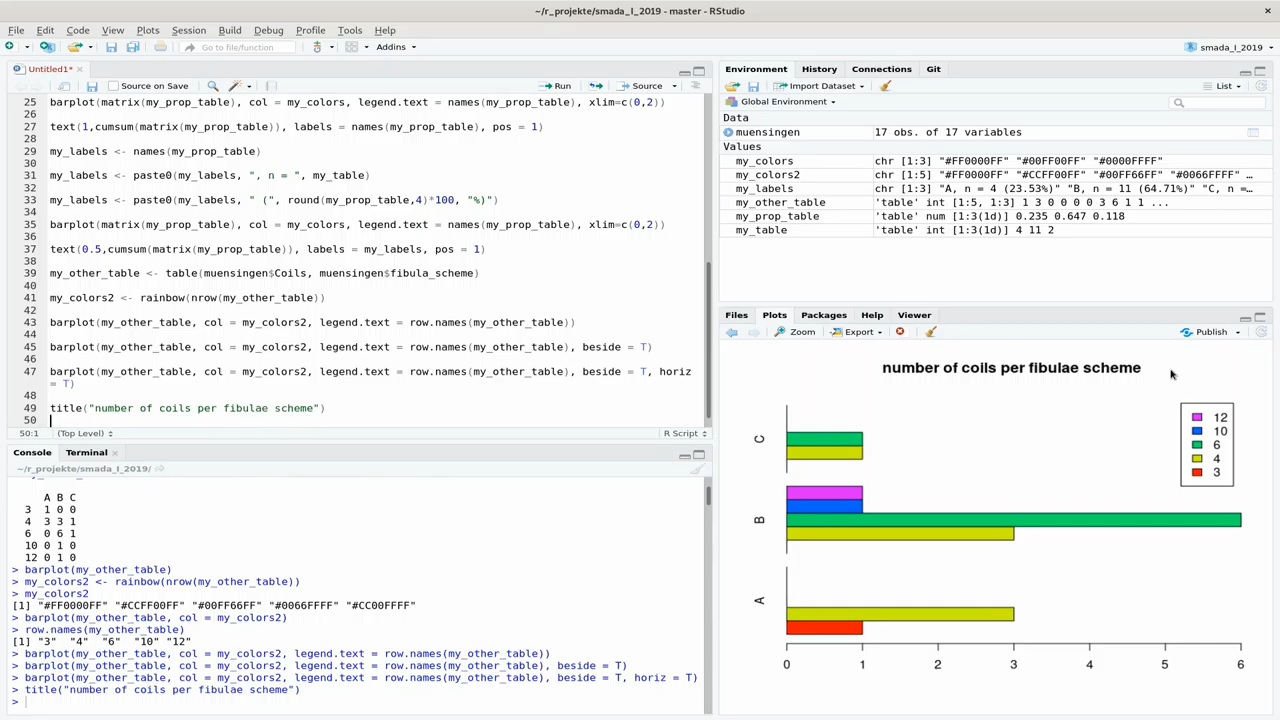 ~/r_projekte/smada_I_2019 - master - RStudio
File Edit Code View Plots Session Build Debug Profile Tools Help
Go to file/function Addins smada_I_2019
Untitled1*
Source on Save Run Source
25 barplot(matrix(my_prop_table), col = my_colors, legend.text = names(my_prop_table), xlim=c(0,2))
26
27 text(1,cumsum(matrix(my_prop_table)), labels = names(my_prop_table), pos = 1)
28
29 my_labels <- names(my_prop_table)
30
31 my_labels <- paste0(my_labels, ", n = ", my_table)
32
33 my_labels <- paste0(my_labels, " (", round(my_prop_table,4)*100, "%)")
34
35 barplot(matrix(my_prop_table), col = my_colors, legend.text = names(my_prop_table), xlim=c(0,2))
36
37 text(0.5,cumsum(matrix(my_prop_table)), labels = my_labels, pos = 1)
38
39 my_other_table <- table(muensingen$Coils, muensingen$fibula_scheme)
40
41 my_colors2 <- rainbow(nrow(my_other_table))
42
43 barplot(my_other_table, col = my_colors2, legend.text = row.names(my_other_table))
44
45 barplot(my_other_table, col = my_colors2, legend.text = row.names(my_other_table), beside = T)
46
47 barplot(my_other_table, col = my_colors2, legend.text = row.names(my_other_table), beside = T, horiz
= T)
48
49 title("number of coils per fibulae scheme")
50
50:1 (Top Level) R Script
Console Terminal
~/r_projekte/smada_I_2019/
A B C
3 1 0 0
4 3 3 1
6 0 6 1
10 0 1 0
12 0 1 0
> barplot(my_other_table)
> my_colors2 <- rainbow(nrow(my_other_table))
> my_colors2
[1] "#FF0000FF" "#CCFF00FF" "#00FF66FF" "#0066FFFF" "#CC00FFFF"
> barplot(my_other_table, col = my_colors2)
> row.names(my_other_table)
[1] "3" "4" "6" "10" "12"
> barplot(my_other_table, col = my_colors2, legend.text = row.names(my_other_table))
> barplot(my_other_table, col = my_colors2, legend.text = row.names(my_other_table), beside = T)
> barplot(my_other_table, col = my_colors2, legend.text = row.names(my_other_table), beside = T, horiz = T)
> title("number of coils per fibulae scheme")
>
Environment History Connections Git
Import Dataset List
Global Environment
Data
muensingen 17 obs. of 17 variables
Values
my_colors chr [1:3] "#FF0000FF" "#00FF00FF" "#0000FFFF"
my_colors2 chr [1:5] "#FF0000FF" "#CCFF00FF" "#00FF66FF" "#0066FFFF" …
my_labels chr [1:3] "A, n = 4 (23.53%)" "B, n = 11 (64.71%)" "C, n =…
my_other_table 'table' int [1:5, 1:3] 1 3 0 0 0 0 3 6 1 1 ...
my_prop_table 'table' num [1:3(1d)] 0.235 0.647 0.118
my_table 'table' int [1:3(1d)] 4 11 2
Files Plots Packages Help Viewer
Zoom Export Publish
number of coils per fibulae scheme
12
10
6
4
3
C
B
A
0 1 2 3 4 5 6